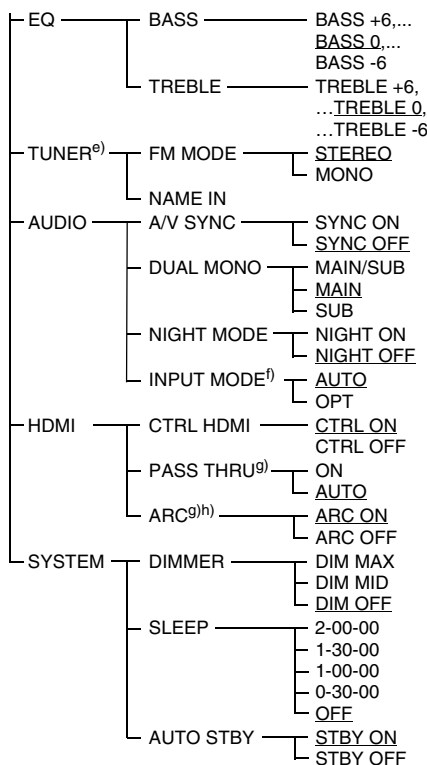 EQ BASS BASS +6,...
BASS 0,...
BASS -6
TREBLE TREBLE +6,
...TREBLE 0,
...TREBLE -6
TUNERe) FM MODE STEREO
MONO
NAME IN
AUDIO A/V SYNC SYNC ON
SYNC OFF
DUAL MONO MAIN/SUB
MAIN
SUB
NIGHT MODE NIGHT ON
NIGHT OFF
INPUT MODEf) AUTO
OPT
HDMI CTRL HDMI CTRL ON
CTRL OFF
PASS THRUg) ON
AUTO
ARCg)h) ARC ON
ARC OFF
SYSTEM DIMMER DIM MAX
DIM MID
DIM OFF
SLEEP 2-00-00
1-30-00
1-00-00
0-30-00
OFF
AUTO STBY STBY ON
STBY OFF